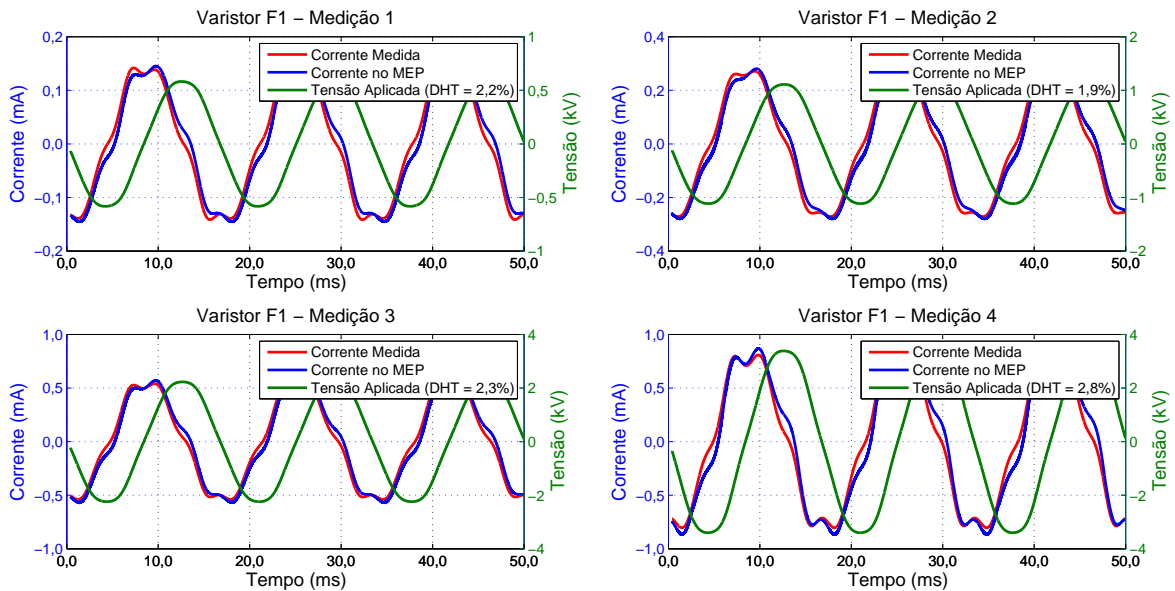 Varistor F1 − Medição 1
Corrente (mA)
0,2
0,1
0,0
−0,1
−0,2
Corrente Medida
Corrente no MEP
Tensão Aplicada (DHT = 2,2%)
1
0,5
0
−0,5
−1
Tensão (kV)
0,0 10,0 20,0 30,0 40,0 50,0
Tempo (ms)
Varistor F1 − Medição 2
Corrente (mA)
0,4
0,2
0,0
−0,2
−0,4
Corrente Medida
Corrente no MEP
Tensão Aplicada (DHT = 1,9%)
2
1
0
−1
−2
Tensão (kV)
0,0 10,0 20,0 30,0 40,0 50,0
Tempo (ms)
Varistor F1 − Medição 3
Corrente (mA)
1,0
0,5
0,0
−0,5
−1,0
Corrente Medida
Corrente no MEP
Tensão Aplicada (DHT = 2,3%)
4
2
0
−2
−4
Tensão (kV)
0,0 10,0 20,0 30,0 40,0 50,0
Tempo (ms)
Varistor F1 − Medição 4
Corrente (mA)
1,0
0,5
0,0
−0,5
−1,0
Corrente Medida
Corrente no MEP
Tensão Aplicada (DHT = 2,8%)
4
2
0
−2
−4
Tensão (kV)
0,0 10,0 20,0 30,0 40,0 50,0
Tempo (ms)